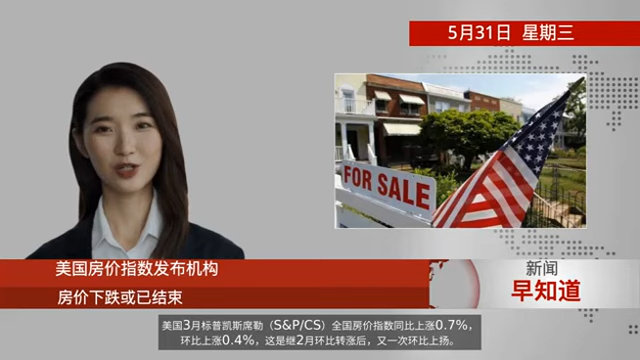 5月31日 星期三
FOR SALE
美国房价指数发布机构
房价下跌或已结束
新闻
早知道
美国3月标普凯斯席勒（S&P/CS）全国房价指数同比上涨0.7%，
环比上涨0.4%，这是继2月环比转涨后，又一次环比上扬。